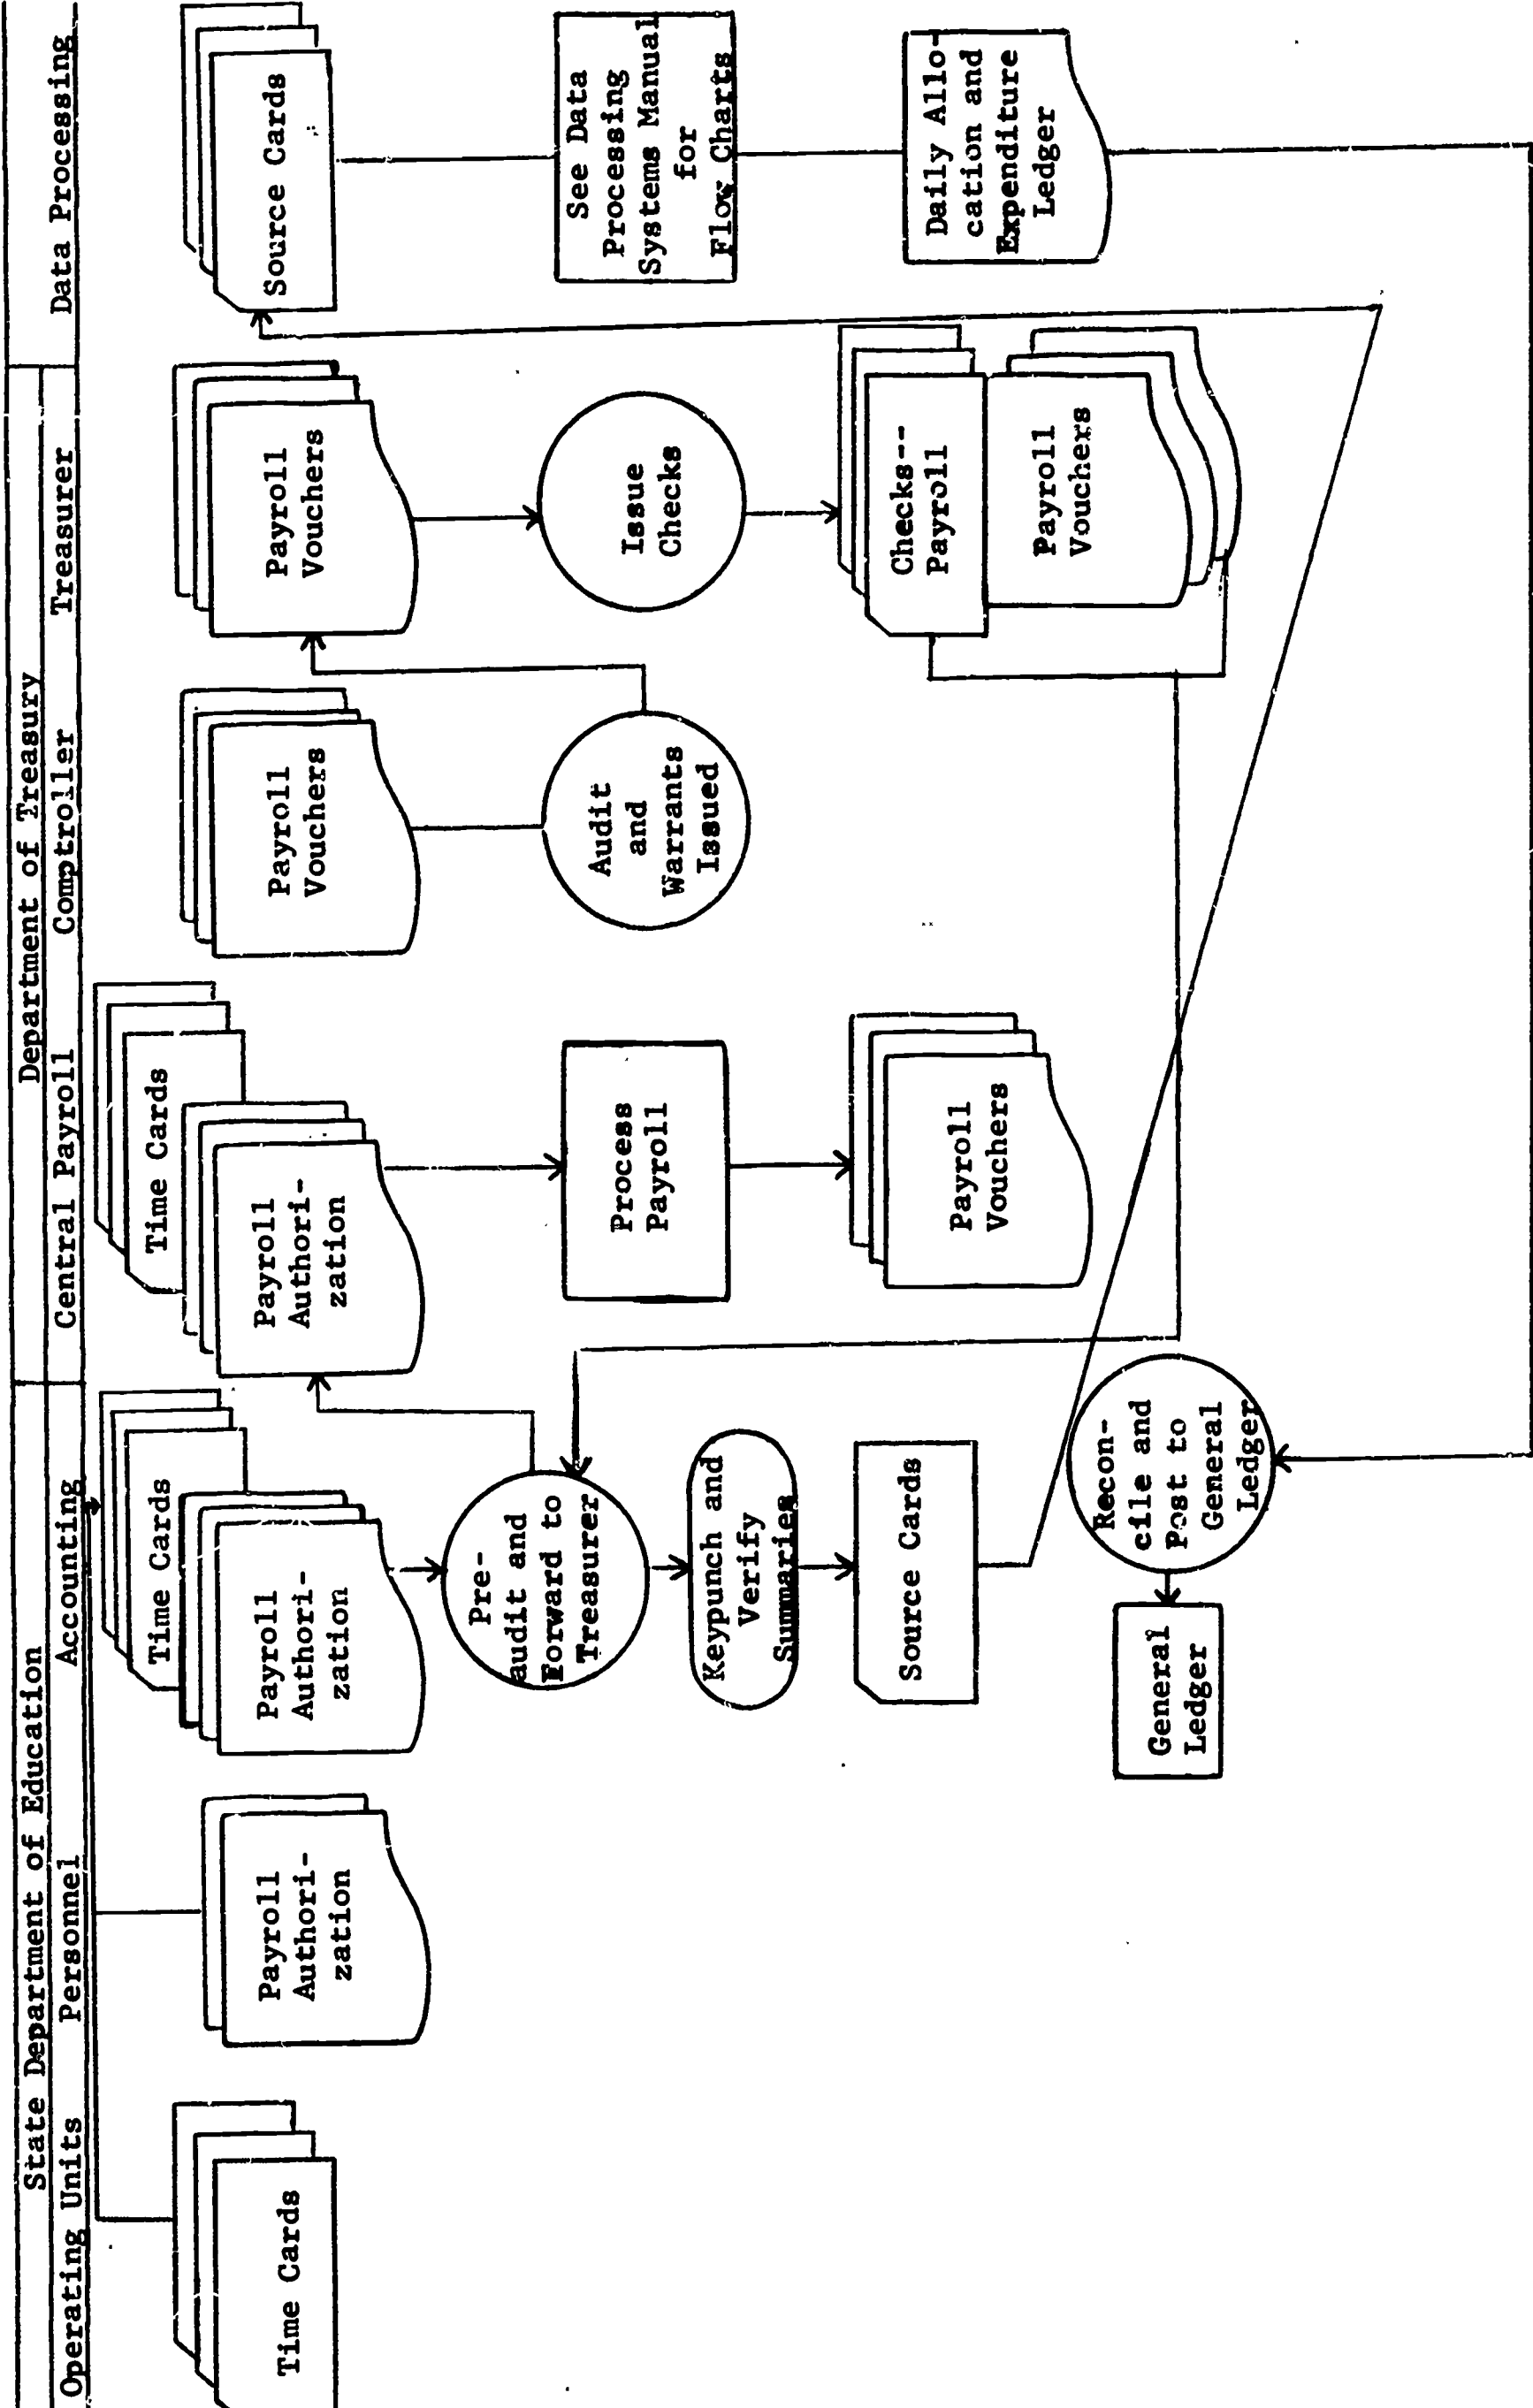 State Department of Education
Department of Treasury
Operating Units
Personnel
Accounting
Central Payroll
Comptroller
Treasurer
Data Processing
Time Cards
Payroll
Authori-
zation
Time Cards
Payroll
Authori-
zation
Pre-
audit and
Forward to
Treasurer
Keypunch and
Verify
Summaries
Source Cards
Recon-
cile and
Post to
General
Ledger
General
Ledger
Time Cards
Payroll
Authori-
zation
Process
Payroll
Payroll
Vouchers
Payroll
Vouchers
Audit
and
Warrants
Issued
Payroll
Vouchers
Issue
Checks
Checks--
Payroll
Payroll
Vouchers
Source Cards
See Data
Processing
Systems Manual
for
Flow Charts
Daily Allo-
cation and
Expenditure
Ledger